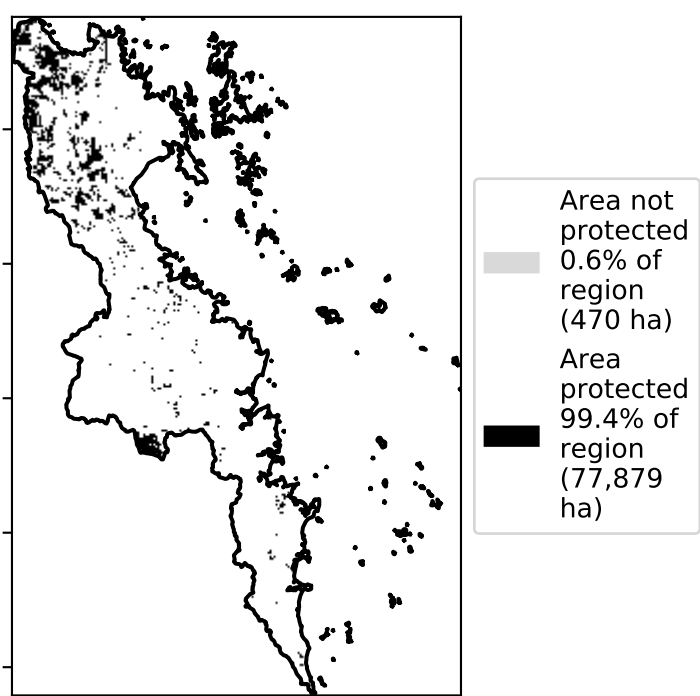 Area not
protected
0.6% of
region
(470 ha)
Area
protected
99.4% of
region
(77,879
ha)